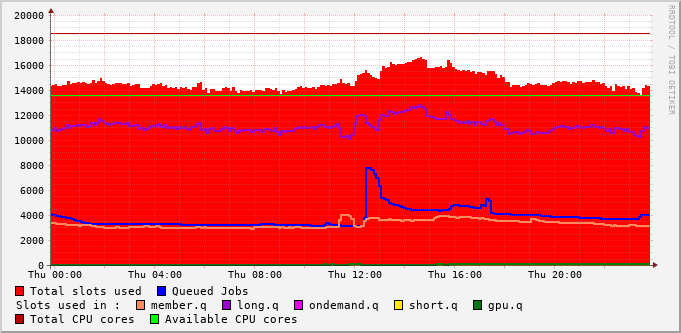 20000
18000
16000
14000
12000
10000
8000
6000
4000
2000
0
Thu 00:00 Thu 04:00 Thu 08:00 Thu 12:00 Thu 16:00 Thu 20:00
Total slots used Queued Jobs
Slots used in : member.q long.q ondemand.q short.q gpu.q
Total CPU cores Available CPU cores
RRDTOOL / TOBI OETIKER